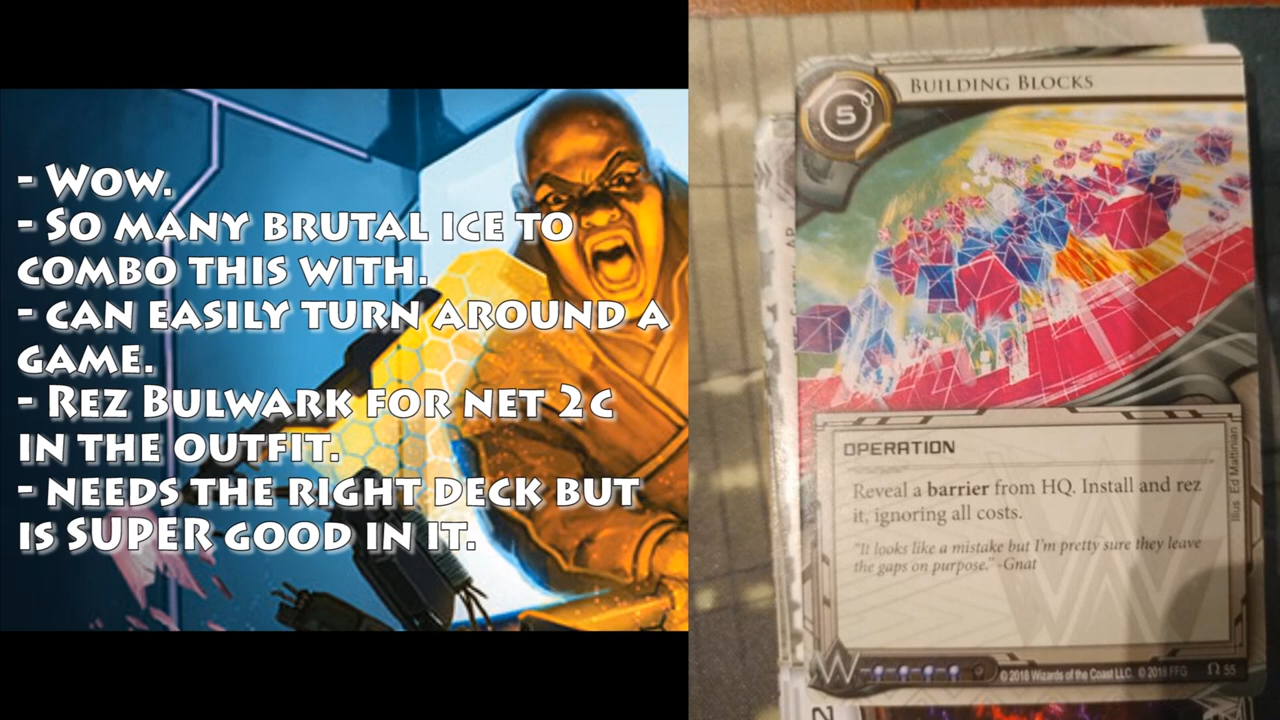 - Wow.
- So many brutal ice to
combo this with.
- can easily turn around a
game.
- Rez Bulwark for net 2c
in the outfit.
- needs the right deck but
is SUPER good in it.
5
Building Blocks
OPERATION
Reveal a barrier from HQ. Install and rez
it, ignoring all costs.
"It looks like a mistake but I'm pretty sure they leave
the gaps on purpose." -Gnat
Illus. Ed Mattinian
© 2018 Wizards of the Coast LLC. © 2018 FFG
Ω 55